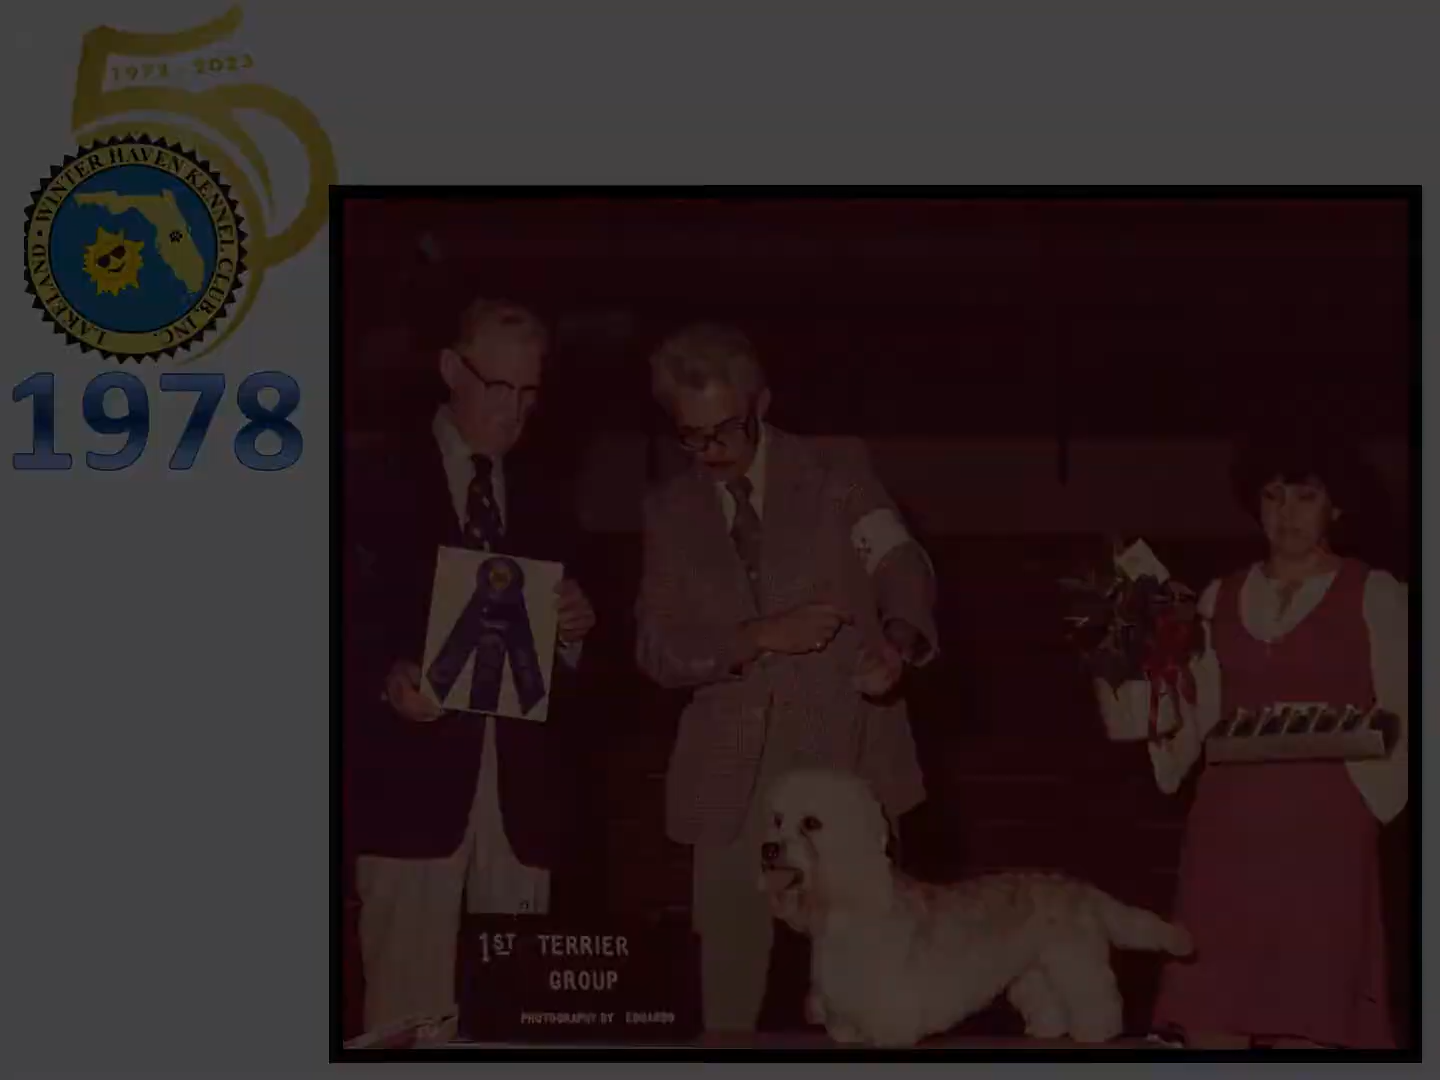 1973 - 2023
LAKELAND · WINTER HAVEN KENNEL CLUB, INC.
1978
1ST TERRIER
GROUP
PHOTOGRAPHY BY EDUARDO